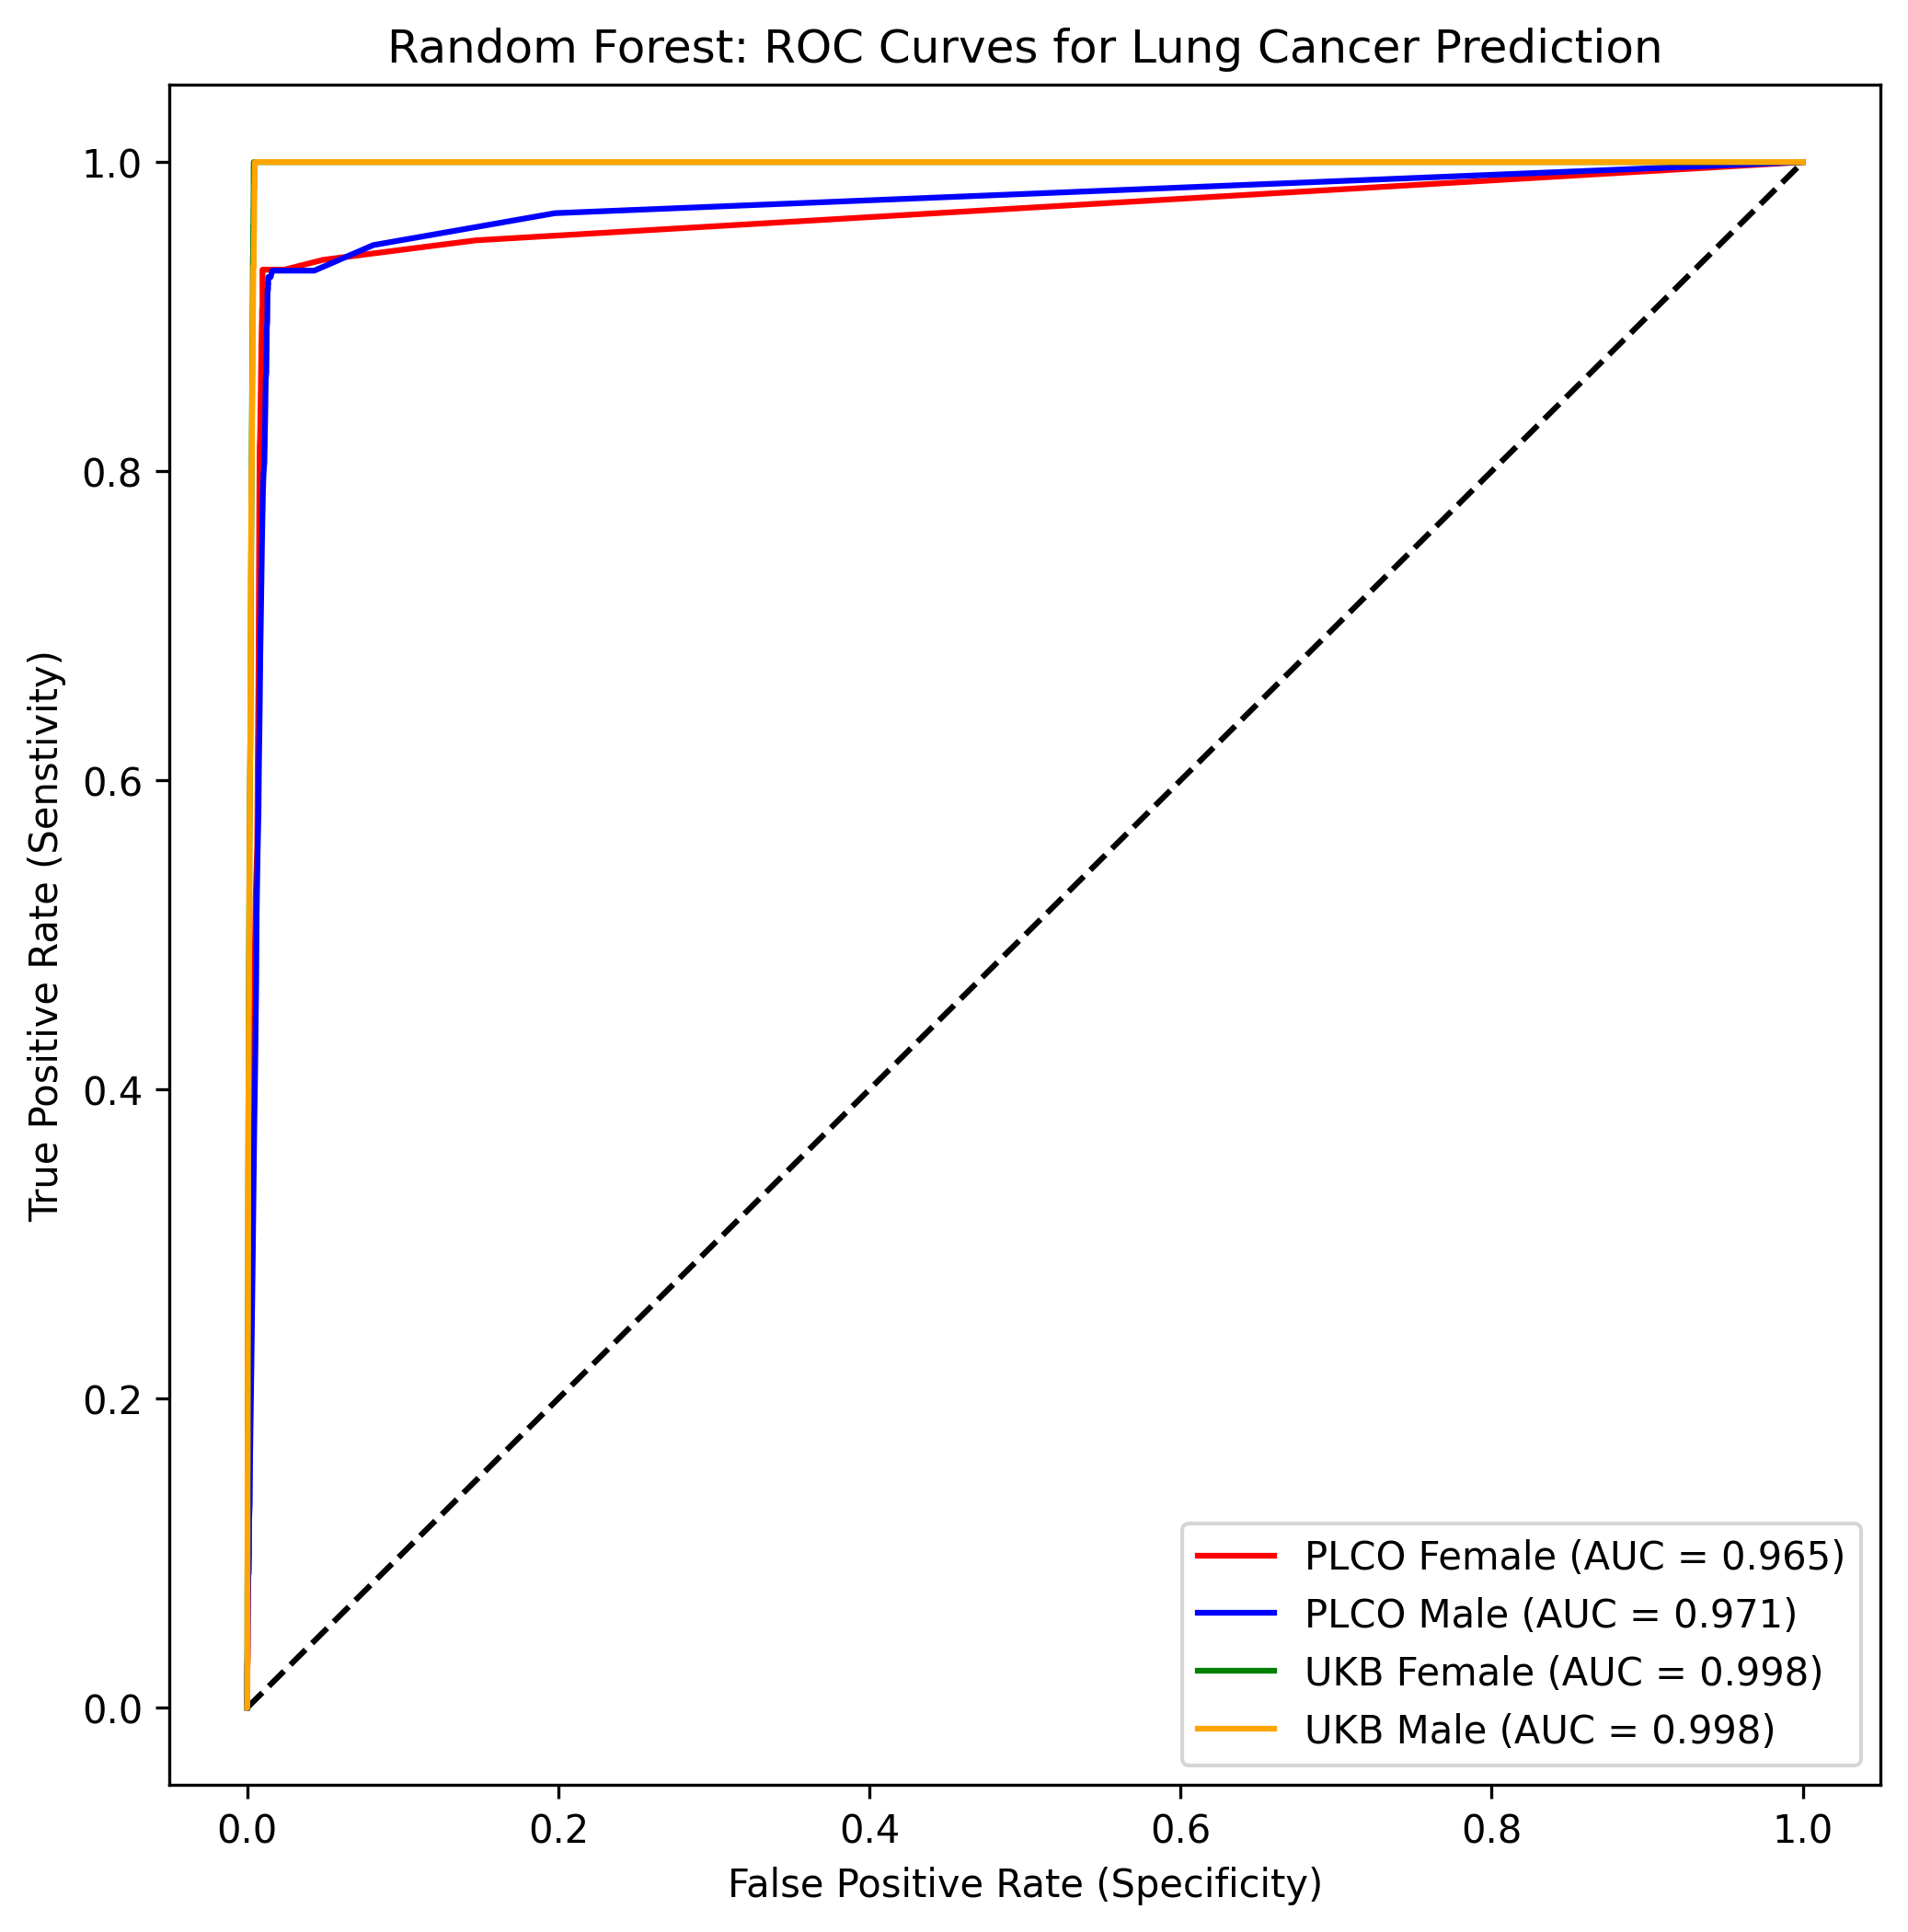 Random Forest: ROC Curves for Lung Cancer Prediction
True Positive Rate (Senstivity)
1.0
0.8
0.6
0.4
0.2
0.0
PLCO Female (AUC = 0.965)
PLCO Male (AUC = 0.971)
UKB Female (AUC = 0.998)
UKB Male (AUC = 0.998)
0.0 0.2 0.4 0.6 0.8 1.0
False Positive Rate (Specificity)